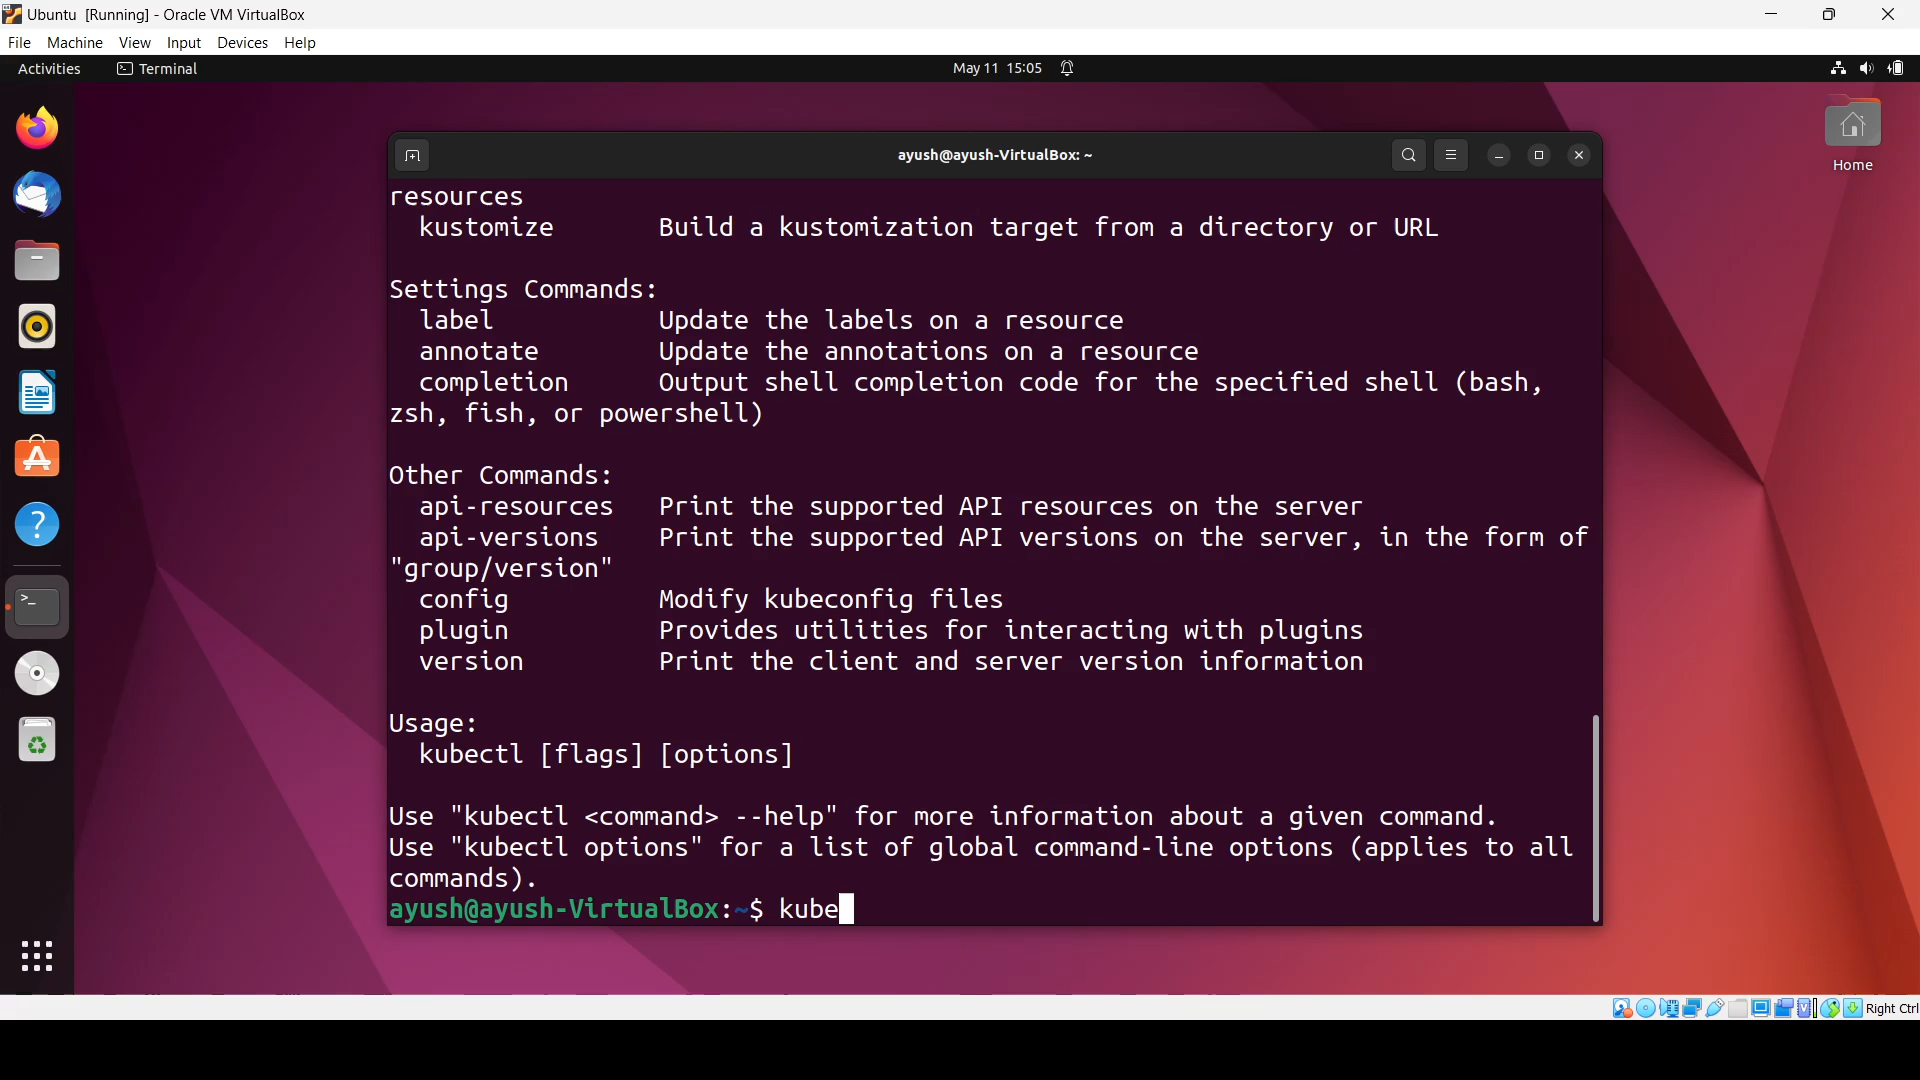 Ubuntu [Running] - Oracle VM VirtualBox
File Machine View Input Devices Help
Activities Terminal May 11 15:05
ayush@ayush-VirtualBox: ~
Home
resources
kustomize Build a kustomization target from a directory or URL
Settings Commands:
label Update the labels on a resource
annotate Update the annotations on a resource
completion Output shell completion code for the specified shell (bash,
zsh, fish, or powershell)
Other Commands:
api-resources Print the supported API resources on the server
api-versions Print the supported API versions on the server, in the form of
"group/version"
config Modify kubeconfig files
plugin Provides utilities for interacting with plugins
version Print the client and server version information
Usage:
kubectl [flags] [options]
Use "kubectl <command> --help" for more information about a given command.
Use "kubectl options" for a list of global command-line options (applies to all
commands).
ayush@ayush-VirtualBox:~$ kube
Right Ctrl